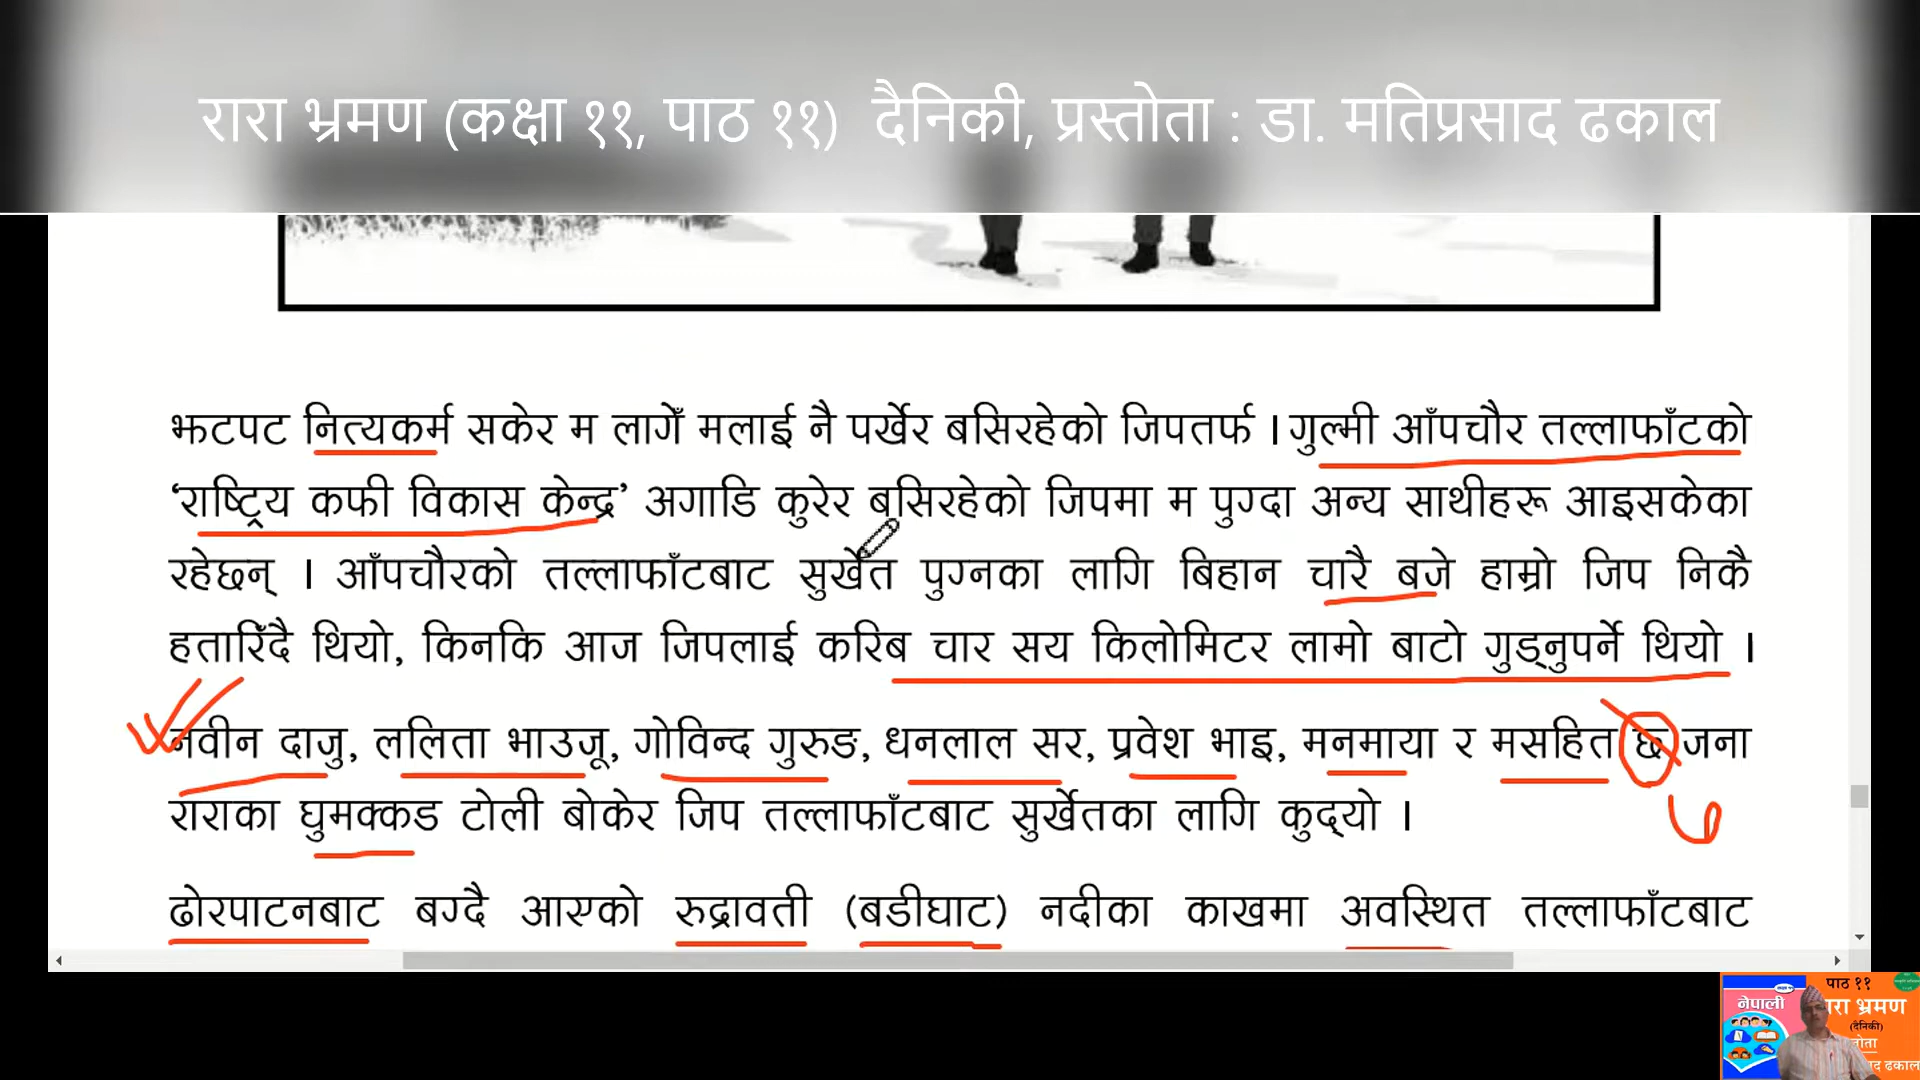 रारा भ्रमण (कक्षा ११, पाठ ११) दैनिकी, प्रस्तोता : डा. मतिप्रसाद ढकाल
झटपट नित्यकर्म सकेर म लागेँ मलाई नै पर्खेर बसिरहेको जिपतर्फ । गुल्मी आँपचौर तल्लाफाँटको
‘राष्ट्रिय कफी विकास केन्द्र’ अगाडि कुरेर बसिरहेको जिपमा म पुग्दा अन्य साथीहरू आइसकेका
रहेछन् । आँपचौरको तल्लाफाँटबाट सुर्खेत पुग्नका लागि बिहान चारै बजे हाम्रो जिप निकै
हतारिँदै थियो, किनकि आज जिपलाई करिब चार सय किलोमिटर लामो बाटो गुड्नुपर्ने थियो ।
नवीन दाजु, ललिता भाउजू, गोविन्द गुरुङ, धनलाल सर, प्रवेश भाइ, मनमाया र मसहित छ जना
७
राराका घुमक्कड टोली बोकेर जिप तल्लाफाँटबाट सुर्खेतका लागि कुद्‌यो ।
ढोरपाटनबाट बग्दै आएको रुद्रावती (बडीघाट) नदीका काखमा अवस्थित तल्लाफाँटबाट
पाठ ११
नेपाली
भ्रमण
(दैनिकी)
ढकाल